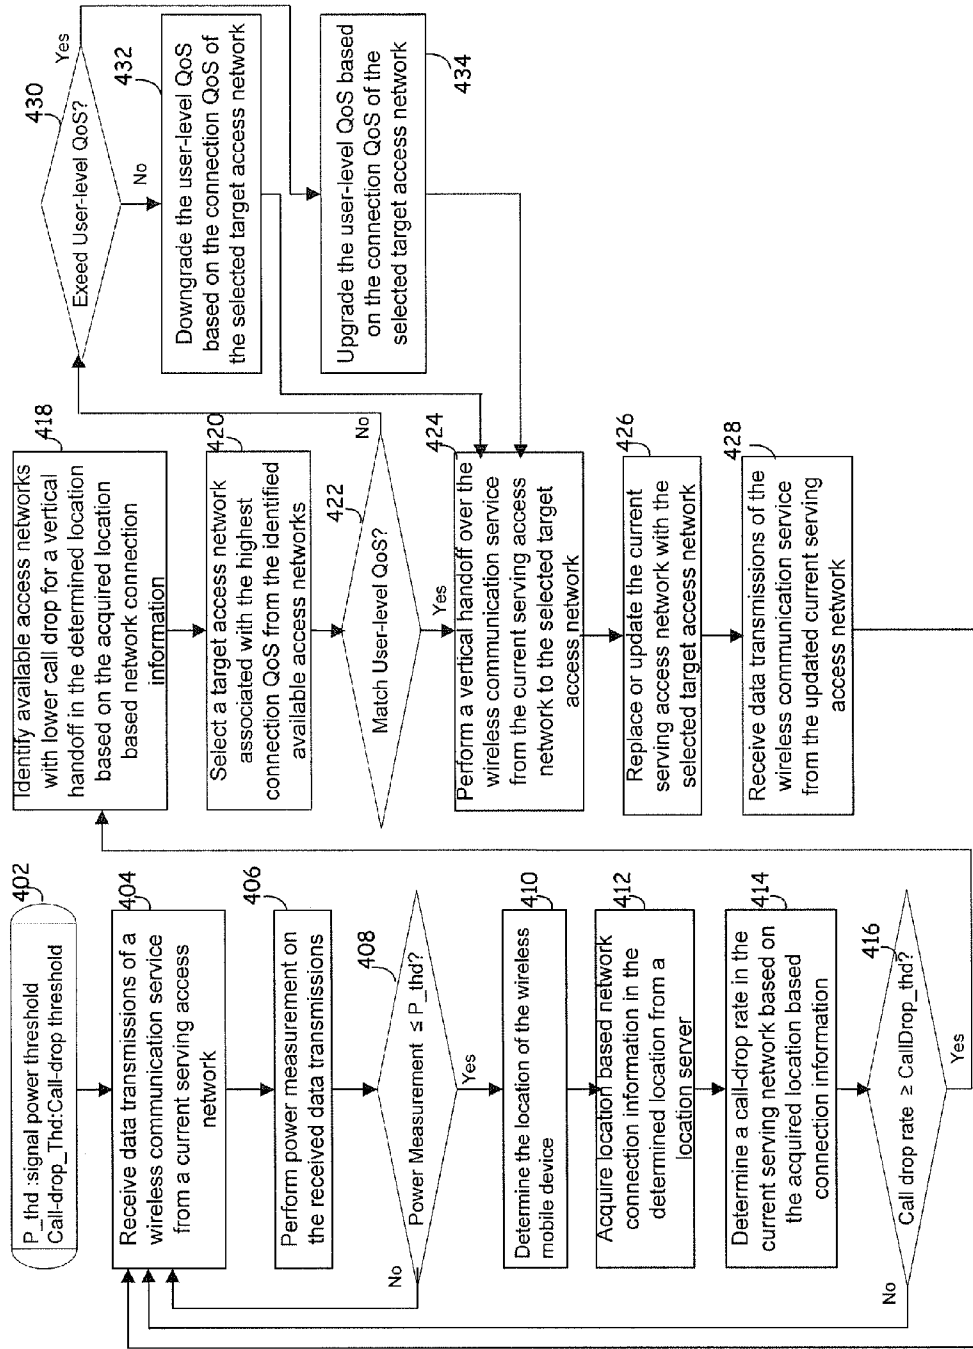 402
P_thd :signal power threshold
Call-drop_Thd:Call-drop threshold
404
Receive data transmissions of a
wireless communication service
from a current serving access
network
406
Perform power measurement on
the received data transmissions
408
Power Measurement ≤ P_thd?
No
Yes
410
Determine the location of the wireless
mobile device
412
Acquire location based network
connection information in the
determined location from a
location server
414
Determine a call-drop rate in the
current serving network based on
the acquired location based
connection information
416
Call drop rate ≥ CallDrop_thd?
No
Yes
418
Identify available access networks
with lower call drop for a vertical
handoff in the determined location
based on the acquired location
based network connection
information
420
Select a target access network
associated with the highest
connection QoS from the identified
available access networks
422
Match User-level QoS?
No
Yes
424
Perform a vertical handoff over the
wireless communication service
from the current serving access
network to the selected target
access network
426
Replace or update the current
serving access network with the
selected target access network
428
Receive data transmissions of the
wireless communication service
from the updated current serving
access network
430
Exeed User-level QoS?
Yes
No
432
Downgrade the user-level QoS
based on the connection QoS of
the selected target access network
434
Upgrade the user-level QoS based
on the connection QoS of the
selected target access network